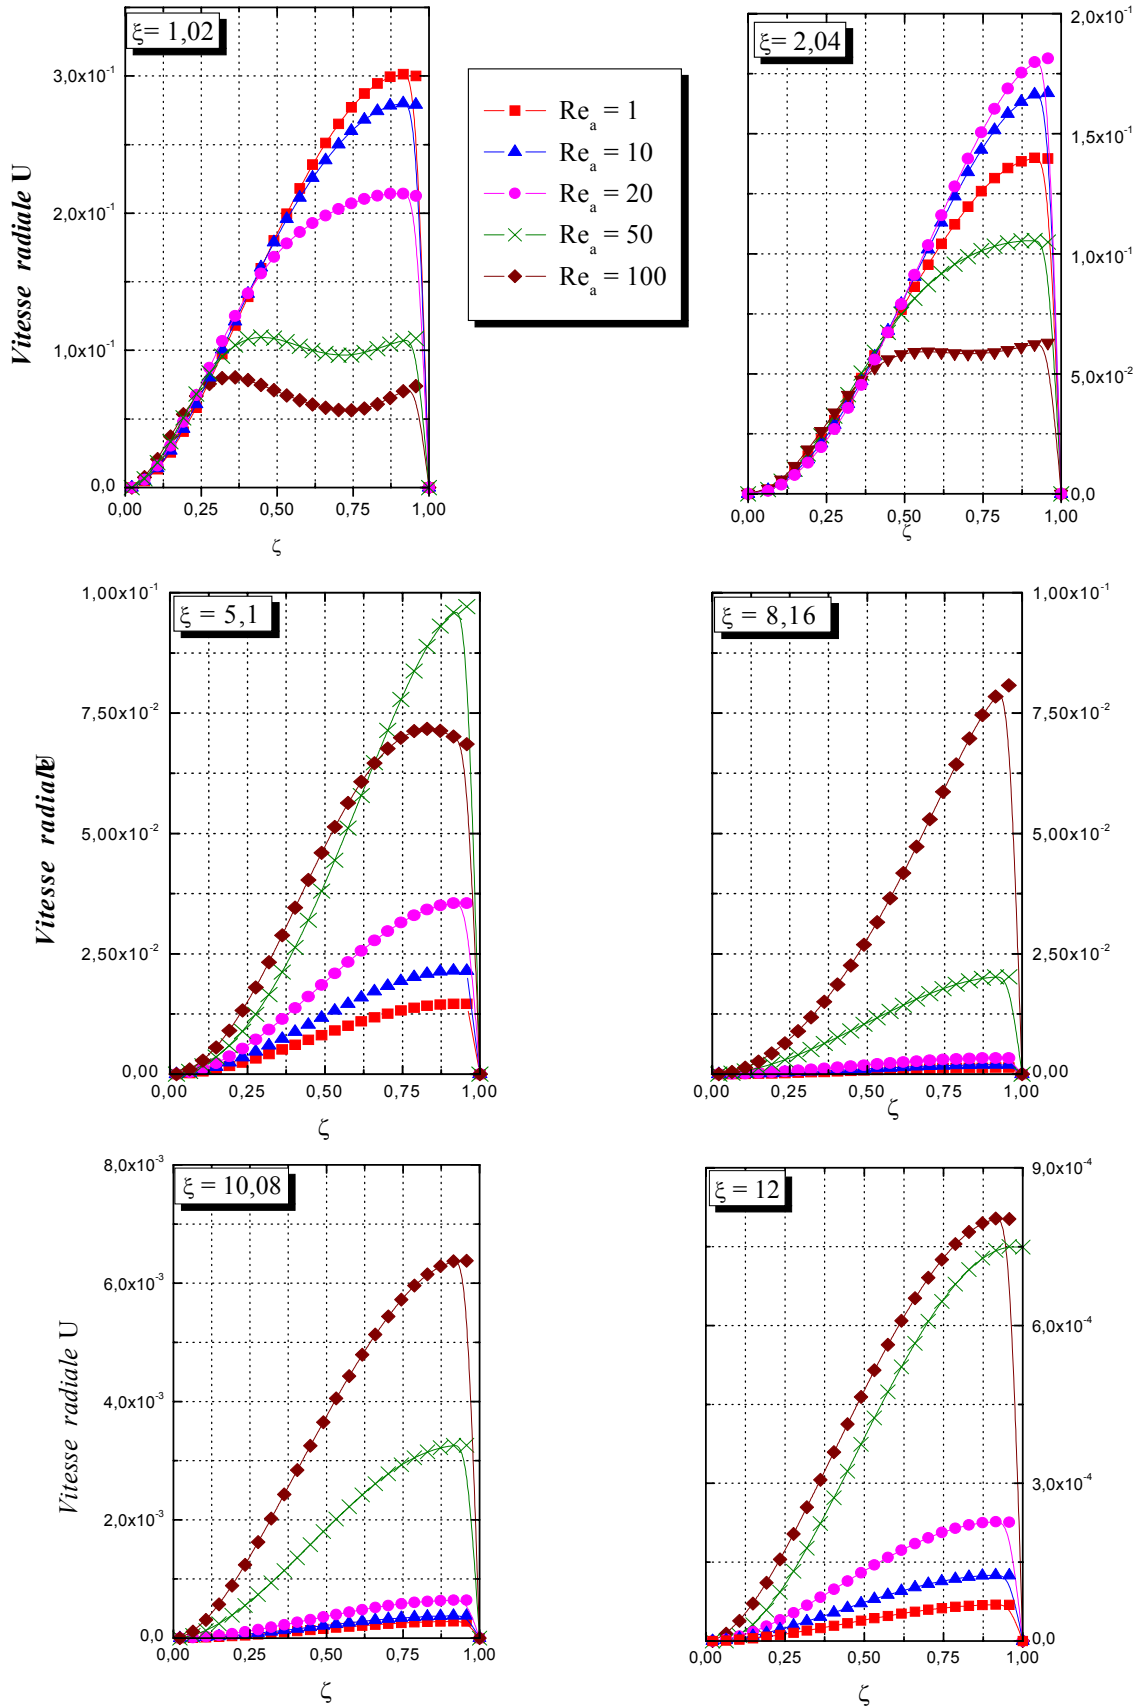 ξ= 1,02
3,0x10⁻¹
2,0x10⁻¹
1,0x10⁻¹
0,0
0,00 0,25 0,50 0,75 1,00
ζ
Vitesse radiale U
Reₐ = 1
Reₐ = 10
Reₐ = 20
Reₐ = 50
Reₐ = 100
ξ= 2,04
2,0x10⁻¹
1,5x10⁻¹
1,0x10⁻¹
5,0x10⁻²
0,0
0,00 0,25 0,50 0,75 1,00
ζ
ξ = 5,1
1,00x10⁻¹
7,50x10⁻²
5,00x10⁻²
2,50x10⁻²
0,00
0,00 0,25 0,50 0,75 1,00
ζ
Vitesse radiale U
ξ = 8,16
1,00x10⁻¹
7,50x10⁻²
5,00x10⁻²
2,50x10⁻²
0,00
0,00 0,25 0,50 0,75 1,00
ζ
ξ = 10,08
8,0x10⁻³
6,0x10⁻³
4,0x10⁻³
2,0x10⁻³
0,0
0,00 0,25 0,50 0,75 1,00
ζ
Vitesse radiale U
ξ = 12
9,0x10⁻⁴
6,0x10⁻⁴
3,0x10⁻⁴
0,0
0,00 0,25 0,50 0,75 1,00
ζ